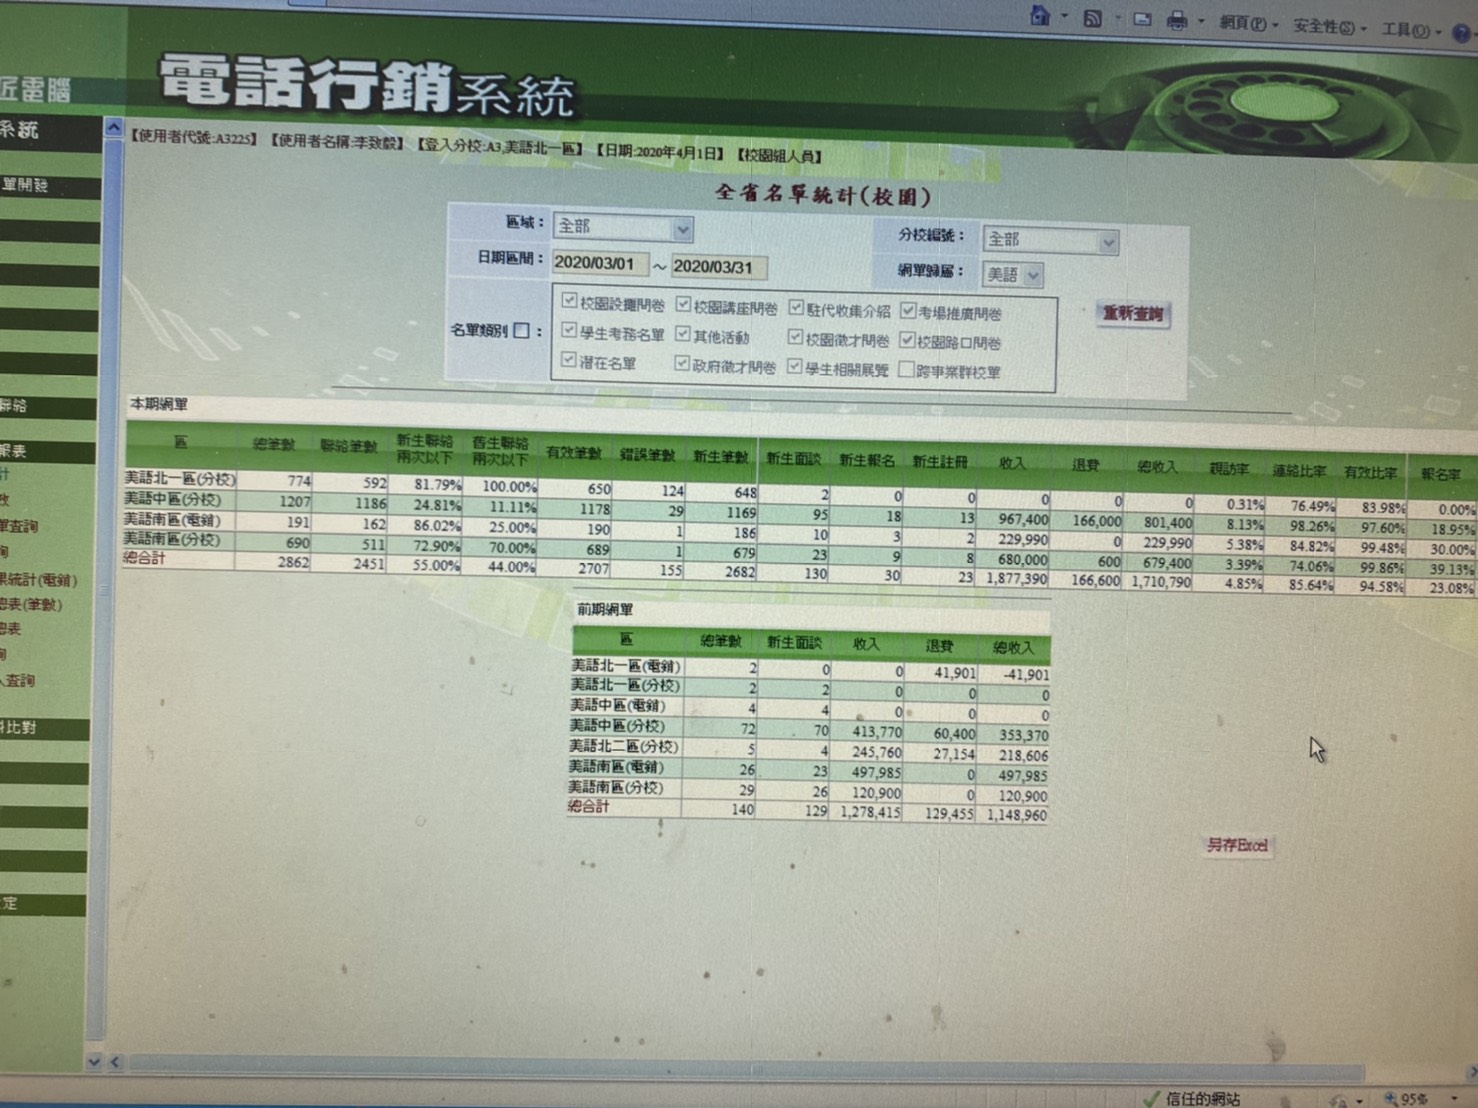 網頁(P) 安全性(S) 工具(O)
匠電腦
電話行銷系統
系統
【使用者代號:A3225】【使用者名稱:李致毅】【登入分校:A3,美語北一區】【日期:2020年4月1日】【校園組人員】
單開發
全省名單統計(校園)
區域： 全部 分校編號： 全部
日期區間： 2020/03/01 ～ 2020/03/31 網單歸屬： 美語
名單類別 ：
校園設攤問卷 校園講座問卷 駐代收集介紹 考場推廣問卷
學生考務名單 其他活動 校園徵才問卷 校園路口問卷
潛在名單 政府徵才問卷 學生相關展覽 跨事業群校單
重新查詢
聯絡
報表
計
效
單查詢
詢
果統計(電銷)
總表(筆數)
總表
詢
人查詢
料比對
定
本期網單
區 總筆數 聯絡筆數 新生聯絡兩次以下 舊生聯絡兩次以下 有效筆數 錯誤筆數 新生筆數 新生面談 新生報名 新生註冊 收入 退費 總收入 親訪率 連絡比率 有效比率 報名率
美語北一區(分校) 774 592 81.79% 100.00% 650 124 648 2 0 0 0 0 0 0.31% 76.49% 83.98% 0.00%
美語中區(分校) 1207 1186 24.81% 11.11% 1178 29 1169 95 18 13 967,400 166,000 801,400 8.13% 98.26% 97.60% 18.95%
美語南區(電銷) 191 162 86.02% 25.00% 190 1 186 10 3 2 229,990 0 229,990 5.38% 84.82% 99.48% 30.00%
美語南區(分校) 690 511 72.90% 70.00% 689 1 679 23 9 8 680,000 600 679,400 3.39% 74.06% 99.86% 39.13%
總合計 2862 2451 55.00% 44.00% 2707 155 2682 130 30 23 1,877,390 166,600 1,710,790 4.85% 85.64% 94.58% 23.08%
前期網單
區 總筆數 新生面談 收入 退費 總收入
美語北一區(電銷) 2 0 0 41,901 -41,901
美語北一區(分校) 2 2 0 0 0
美語中區(電銷) 4 4 0 0 0
美語中區(分校) 72 70 413,770 60,400 353,370
美語北二區(分校) 5 4 245,760 27,154 218,606
美語南區(電銷) 26 23 497,985 0 497,985
美語南區(分校) 29 26 120,900 0 120,900
總合計 140 129 1,278,415 129,455 1,148,960
另存Excel
信任的網站 95%